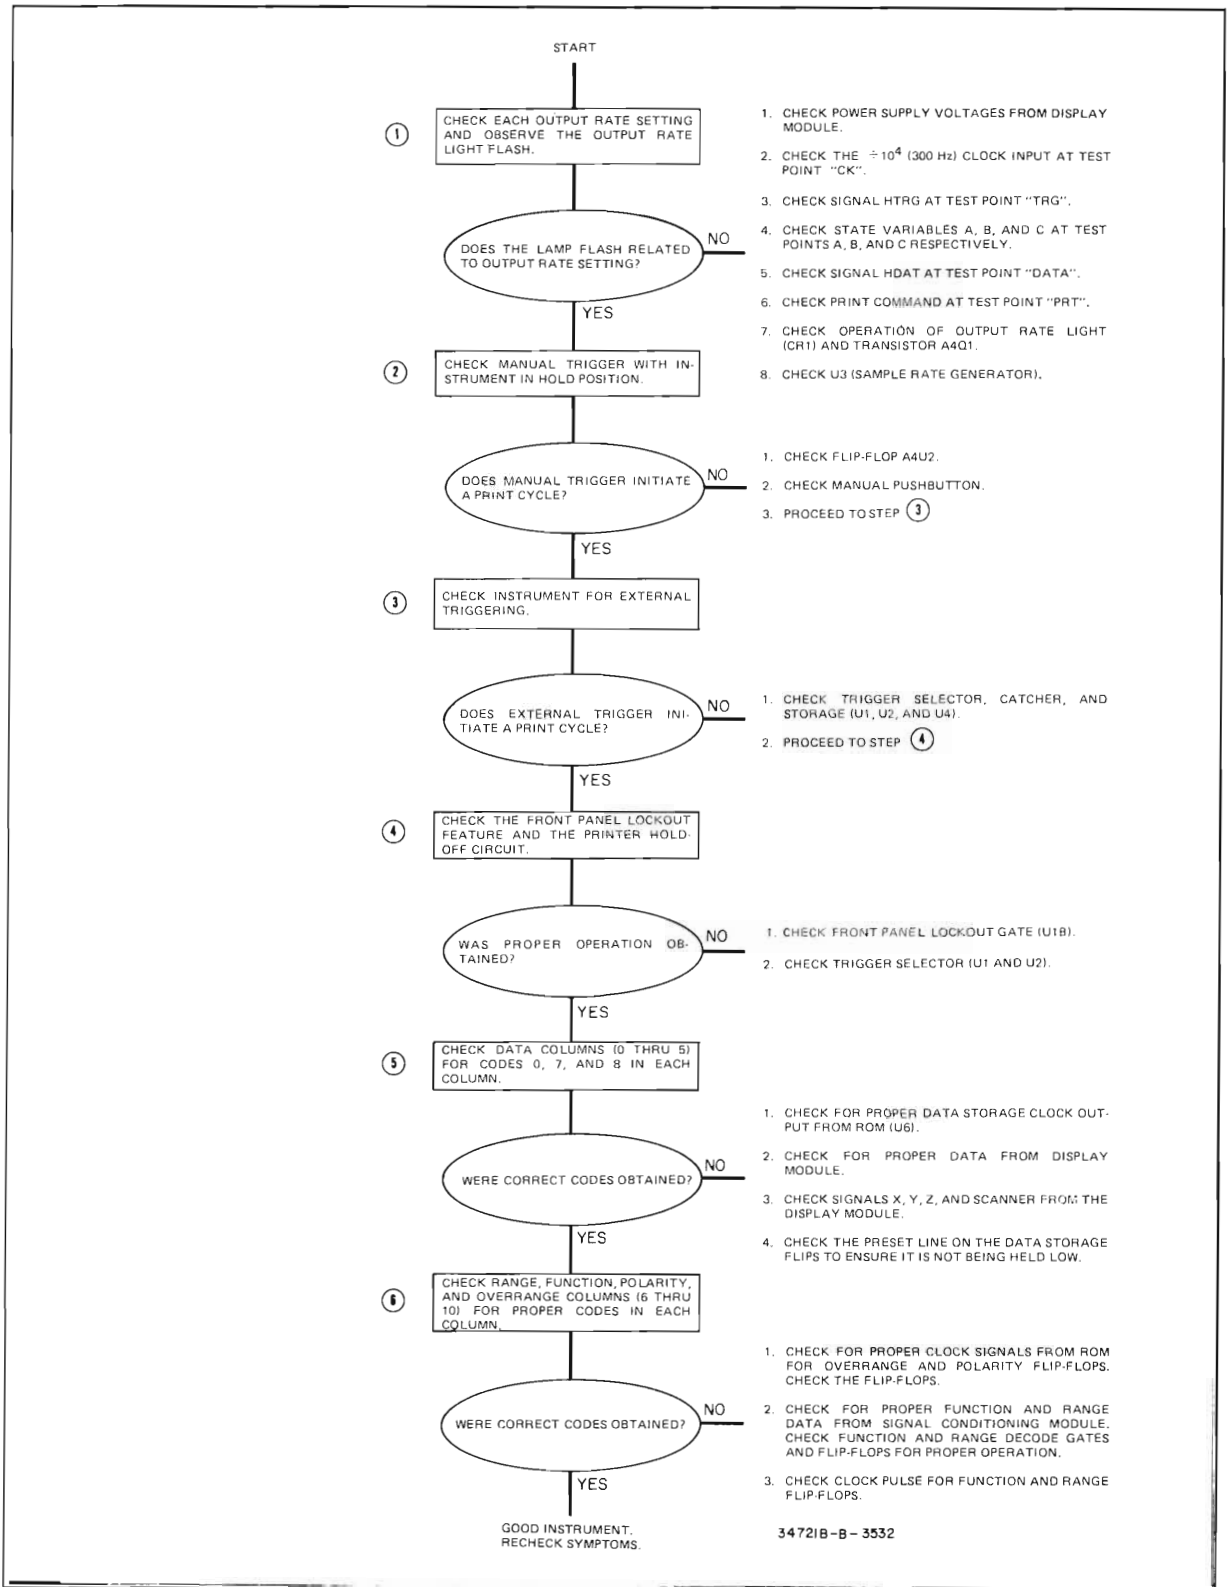 START
1
CHECK EACH OUTPUT RATE SETTING
AND OBSERVE THE OUTPUT RATE
LIGHT FLASH.
DOES THE LAMP FLASH RELATED
TO OUTPUT RATE SETTING?
NO
1. CHECK POWER SUPPLY VOLTAGES FROM DISPLAY
MODULE.
2. CHECK THE ÷10⁴ (300 Hz) CLOCK INPUT AT TEST
POINT "CK".
3. CHECK SIGNAL HTRG AT TEST POINT "TRG".
4. CHECK STATE VARIABLES A, B, AND C AT TEST
POINTS A, B, AND C RESPECTIVELY.
5. CHECK SIGNAL HDAT AT TEST POINT "DATA".
6. CHECK PRINT COMMAND AT TEST POINT "PRT".
7. CHECK OPERATION OF OUTPUT RATE LIGHT
(CR1) AND TRANSISTOR A4Q1.
8. CHECK U3 (SAMPLE RATE GENERATOR).
YES
2
CHECK MANUAL TRIGGER WITH IN-
STRUMENT IN HOLD POSITION.
DOES MANUAL TRIGGER INITIATE
A PRINT CYCLE?
NO
1. CHECK FLIP-FLOP A4U2.
2. CHECK MANUAL PUSHBUTTON.
3. PROCEED TO STEP 3
YES
3
CHECK INSTRUMENT FOR EXTERNAL
TRIGGERING.
DOES EXTERNAL TRIGGER INI-
TIATE A PRINT CYCLE?
NO
1. CHECK TRIGGER SELECTOR, CATCHER, AND
STORAGE (U1, U2, AND U4).
2. PROCEED TO STEP 4
YES
4
CHECK THE FRONT PANEL LOCKOUT
FEATURE AND THE PRINTER HOLD-
OFF CIRCUIT.
WAS PROPER OPERATION OB-
TAINED?
NO
1. CHECK FRONT PANEL LOCKOUT GATE (U1B).
2. CHECK TRIGGER SELECTOR (U1 AND U2).
YES
5
CHECK DATA COLUMNS (0 THRU 5)
FOR CODES 0, 7, AND 8 IN EACH
COLUMN.
WERE CORRECT CODES OBTAINED?
NO
1. CHECK FOR PROPER DATA STORAGE CLOCK OUT-
PUT FROM ROM (U6).
2. CHECK FOR PROPER DATA FROM DISPLAY
MODULE.
3. CHECK SIGNALS X, Y, Z, AND SCANNER FROM THE
DISPLAY MODULE.
4. CHECK THE PRESET LINE ON THE DATA STORAGE
FLIPS TO ENSURE IT IS NOT BEING HELD LOW.
YES
6
CHECK RANGE, FUNCTION, POLARITY,
AND OVERRANGE COLUMNS (6 THRU
10) FOR PROPER CODES IN EACH
COLUMN.
WERE CORRECT CODES OBTAINED?
NO
1. CHECK FOR PROPER CLOCK SIGNALS FROM ROM
FOR OVERRANGE AND POLARITY FLIP-FLOPS.
CHECK THE FLIP-FLOPS.
2. CHECK FOR PROPER FUNCTION AND RANGE
DATA FROM SIGNAL CONDITIONING MODULE.
CHECK FUNCTION AND RANGE DECODE GATES
AND FLIP-FLOPS FOR PROPER OPERATION.
3. CHECK CLOCK PULSE FOR FUNCTION AND RANGE
FLIP-FLOPS.
YES
GOOD INSTRUMENT.
RECHECK SYMPTOMS.
34721B-B-3532